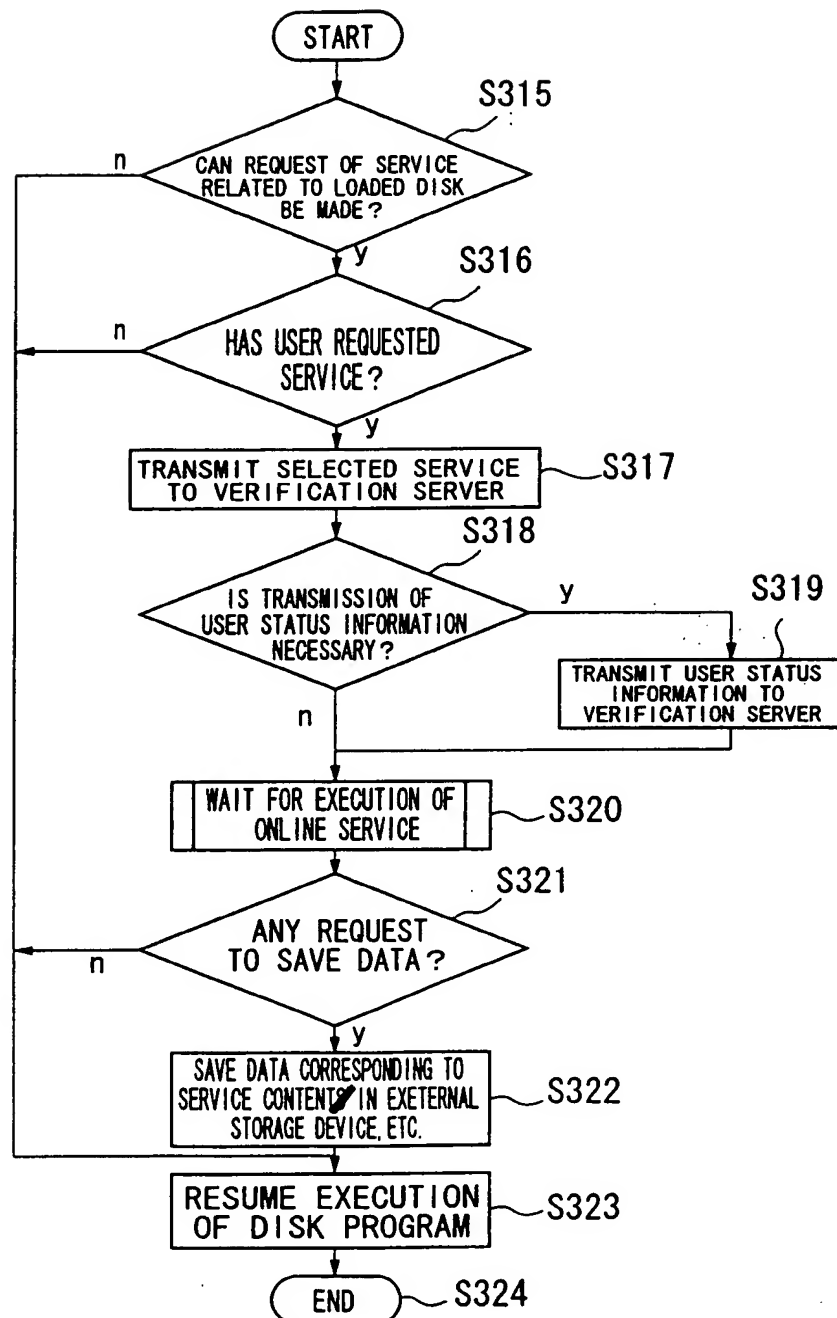 START
S315
n
CAN REQUEST OF SERVICE
RELATED TO LOADED DISK
BE MADE?
y
S316
n
HAS USER REQUESTED
SERVICE?
y
TRANSMIT SELECTED SERVICE
TO VERIFICATION SERVER
S317
S318
IS TRANSMISSION OF
USER STATUS INFORMATION
NECESSARY?
y
S319
TRANSMIT USER STATUS
INFORMATION TO
VERIFICATION SERVER
n
WAIT FOR EXECUTION OF
ONLINE SERVICE
S320
S321
ANY REQUEST
TO SAVE DATA?
n
y
SAVE DATA CORRESPONDING TO
SERVICE CONTENTS IN EXETERNAL
STORAGE DEVICE, ETC.
S322
RESUME EXECUTION
OF DISK PROGRAM
S323
END
S324